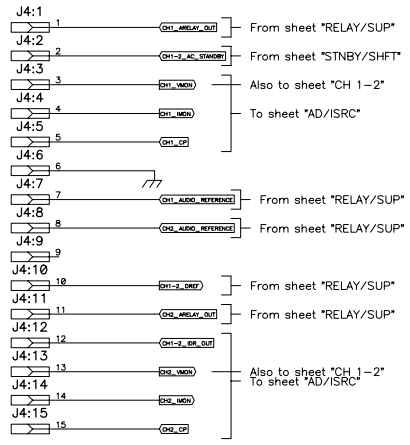 J4:1
1 CH1_ARELAY_OUT From sheet "RELAY/SUP"
J4:2
2 CH1-2_AC_STANDBY From sheet "STNBY/SHFT"
J4:3
3 CH1_VMON Also to sheet "CH 1-2"
J4:4
4 CH1_IMON To sheet "AD/ISRC"
J4:5
5 CH1_CP
J4:6
6
J4:7
7 CH1_AUDIO_REFERENCE From sheet "RELAY/SUP"
J4:8
8 CH2_AUDIO_REFERENCE From sheet "RELAY/SUP"
J4:9
9
J4:10
10 CH1-2_DREF From sheet "RELAY/SUP"
J4:11
11 CH2_ARELAY_OUT From sheet "RELAY/SUP"
J4:12
12 CH1-2_IDR_OUT
J4:13
13 CH2_VMON Also to sheet "CH 1-2"
To sheet "AD/ISRC"
J4:14
14 CH2_IMON
J4:15
15 CH2_CP